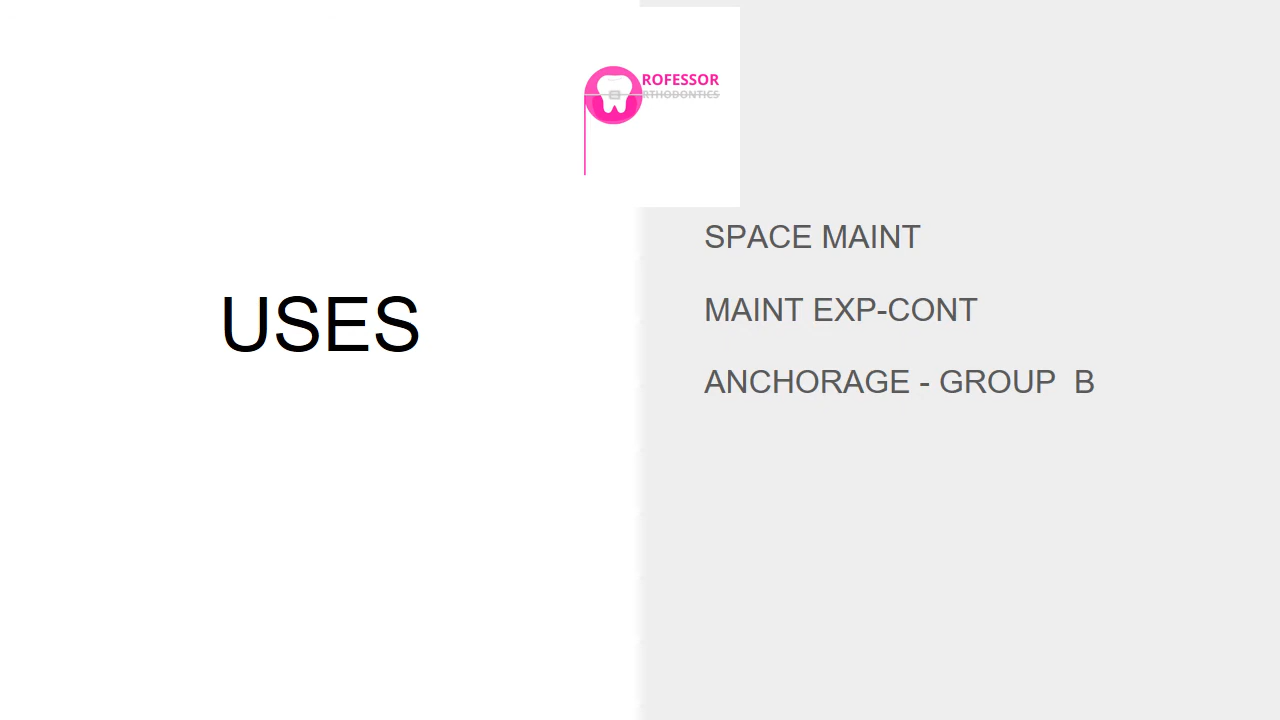 ROFESSOR
RTHODONTICS
USES
SPACE MAINT
MAINT EXP-CONT
ANCHORAGE - GROUP B